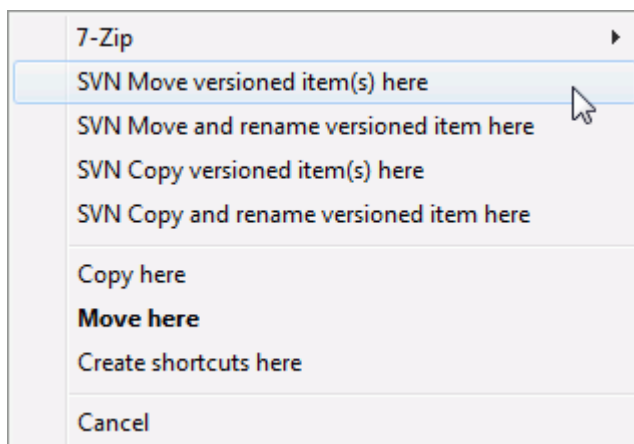 7-Zip
SVN Move versioned item(s) here
SVN Move and rename versioned item here
SVN Copy versioned item(s) here
SVN Copy and rename versioned item here
Copy here
Move here
Create shortcuts here
Cancel